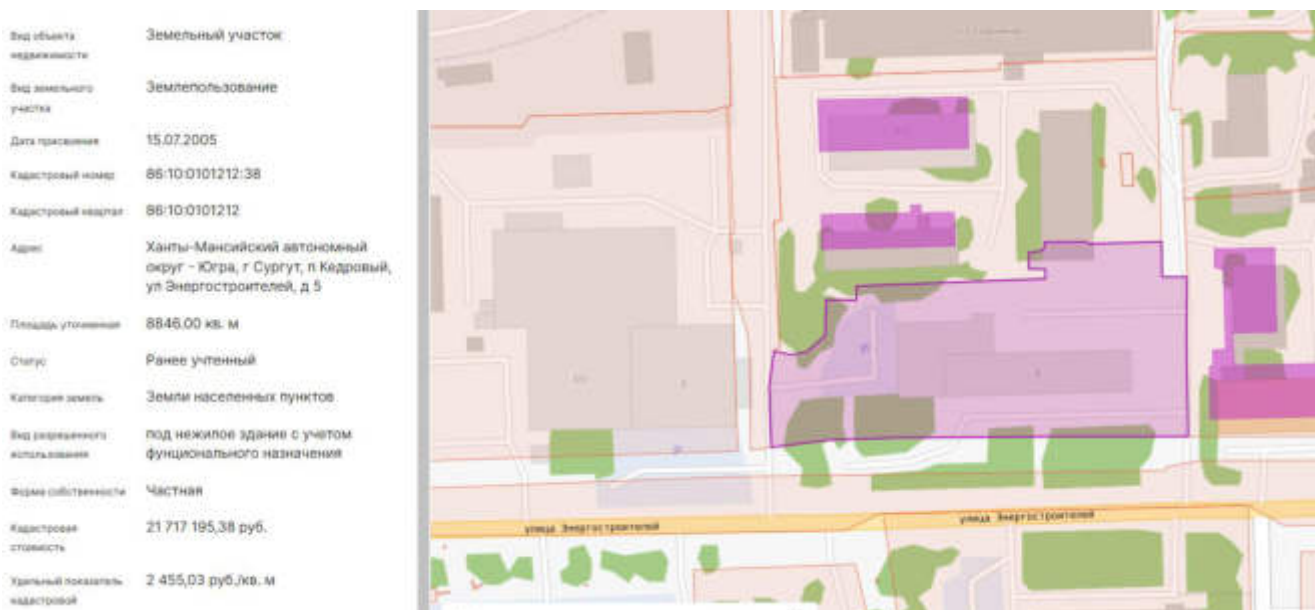 Вид объекта
недвижимости
Земельный участок
Вид земельного
участка
Землепользование
Дата присвоения
15.07.2005
Кадастровый номер
86:10:0101212:38
Кадастровый квартал
86:10:0101212
Адрес
Ханты-Мансийский автономный
округ - Югра, г Сургут, п Кедровый,
ул Энергостроителей, д 5
Площадь уточненная
8846,00 кв. м
Статус
Ранее учтенный
Категория земель
Земли населенных пунктов
Вид разрешенного
использования
под нежилое здание с учетом
фунционального назначения
Форма собственности
Частная
Кадастровая
стоимость
21 717 195,38 руб.
Удельный показатель
кадастровой
2 455,03 руб./кв. м
улица Энергостроителей
улица Энергостроителей